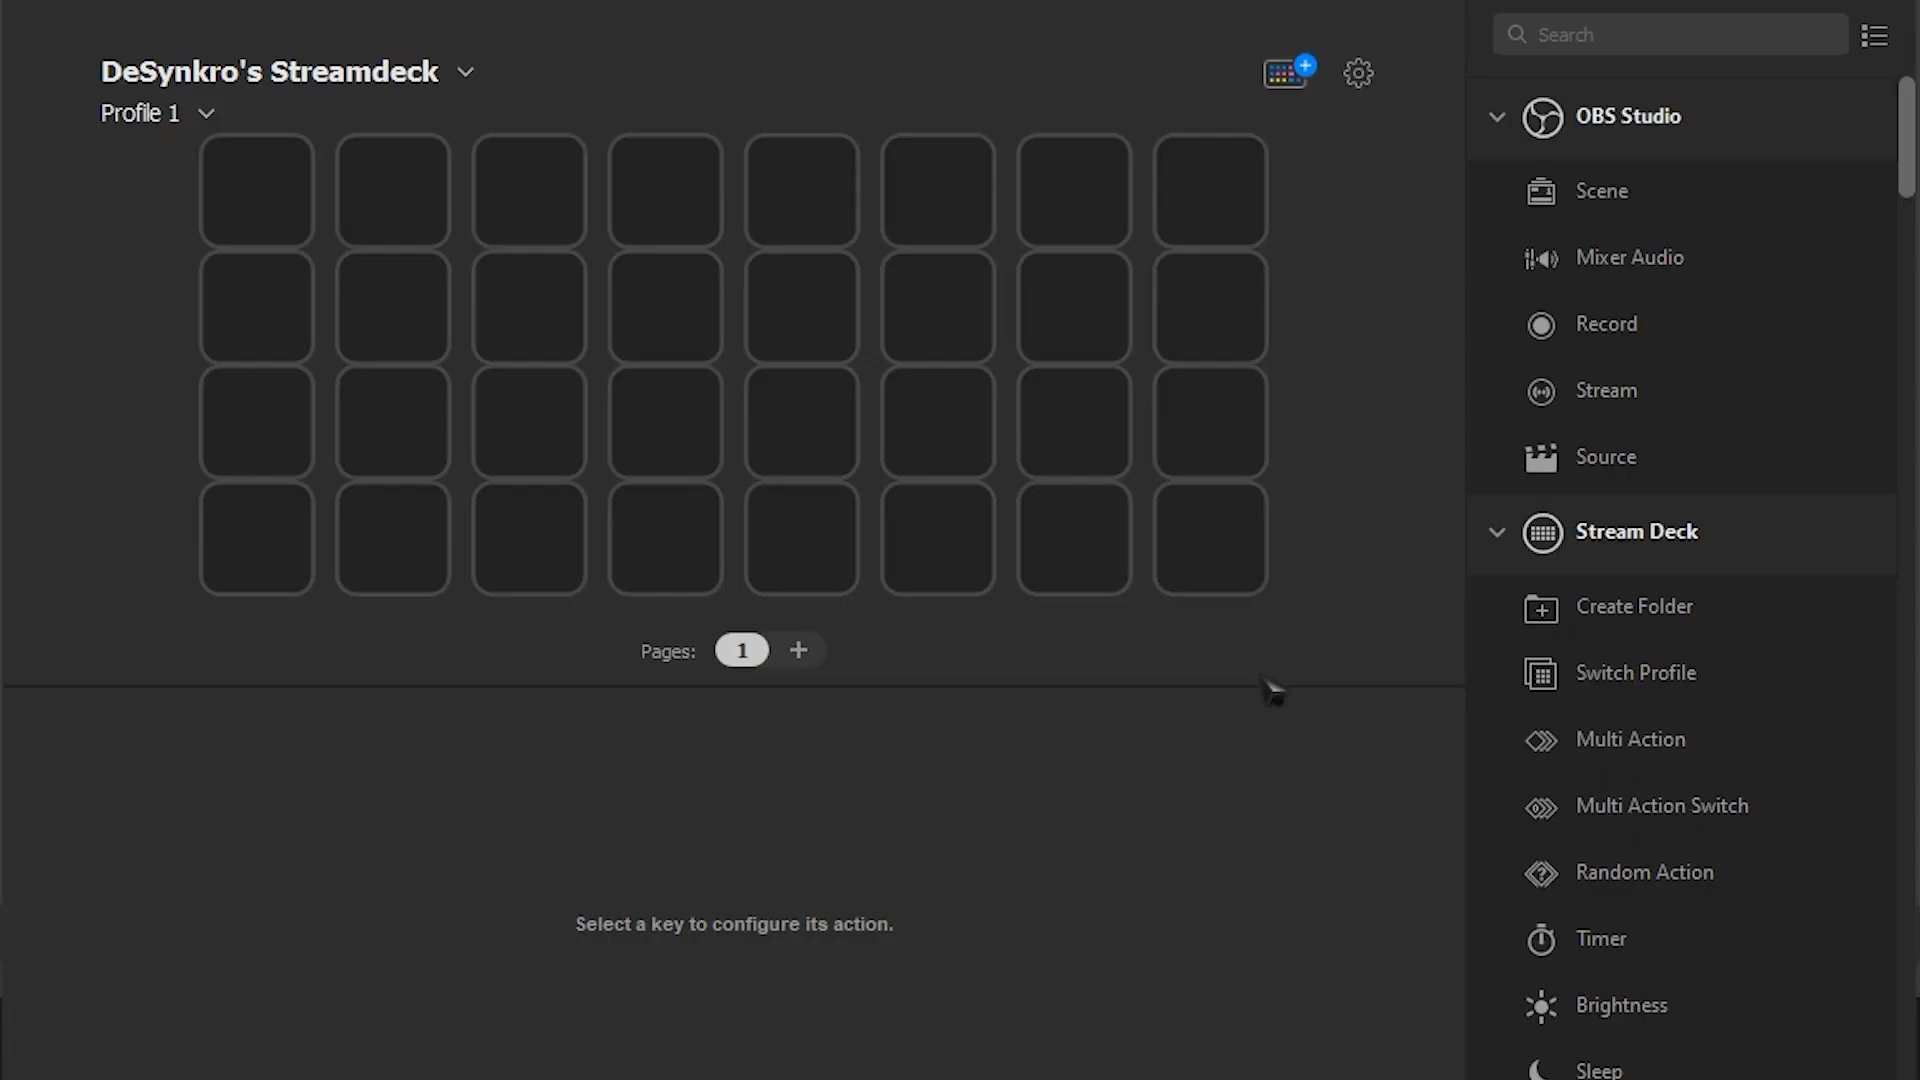 DeSynkro's Streamdeck
Profile 1
Pages: 1 +
Select a key to configure its action.
Search
OBS Studio
Scene
Mixer Audio
Record
Stream
Source
Stream Deck
Create Folder
Switch Profile
Multi Action
Multi Action Switch
Random Action
Timer
Brightness
Sleep